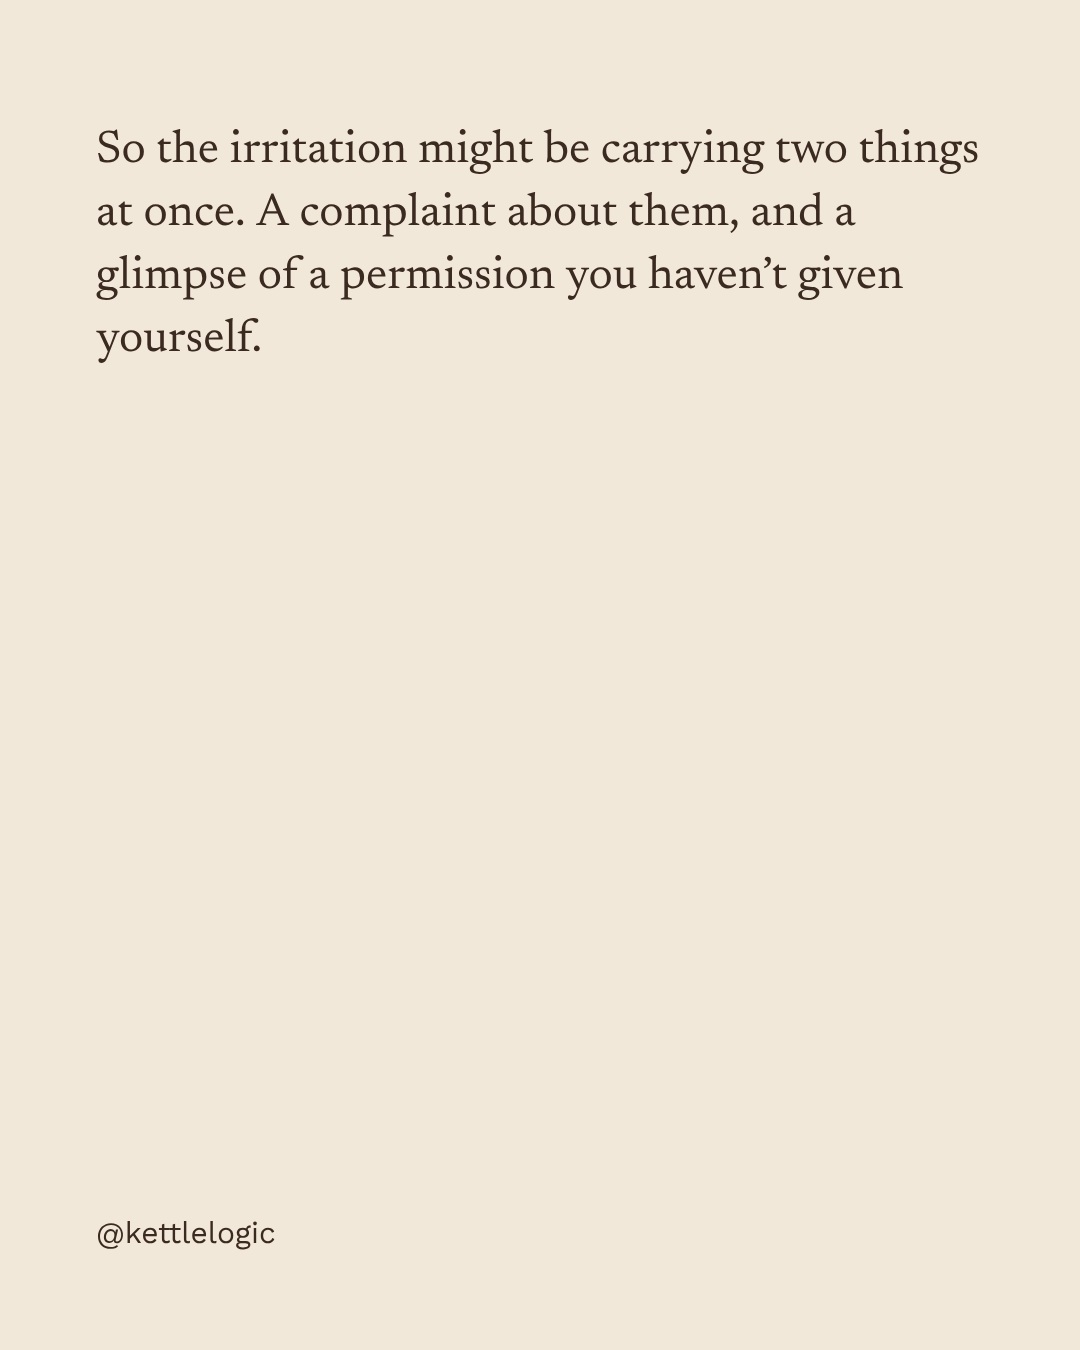 So the irritation might be carrying two things
at once. A complaint about them, and a
glimpse of a permission you haven’t given
yourself.
@kettlelogic